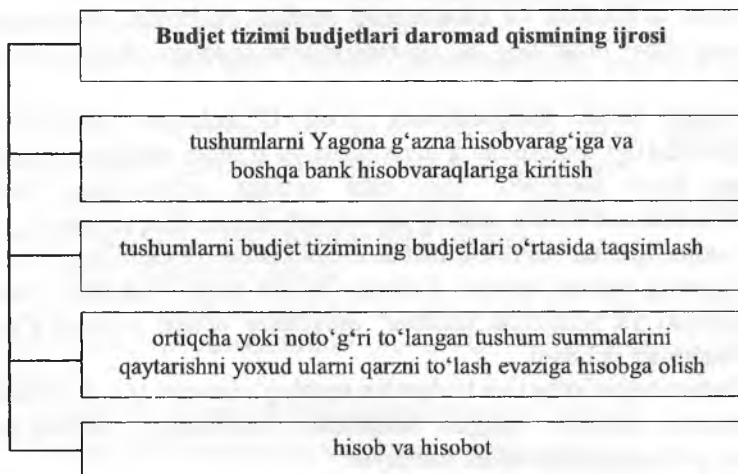 Budjet tizimi budjetlari daromad qismining ijrosi
tushumlarni Yagona g‘azna hisobvarag‘iga va
boshqa bank hisobvaraqlariga kiritish
tushumlarni budjet tizimining budjetlari o‘rtasida taqsimlash
ortiqcha yoki noto‘g‘ri to‘langan tushum summalarini
qaytarishni yoxud ularni qarzni to‘lash evaziga hisobga olish
hisob va hisobot